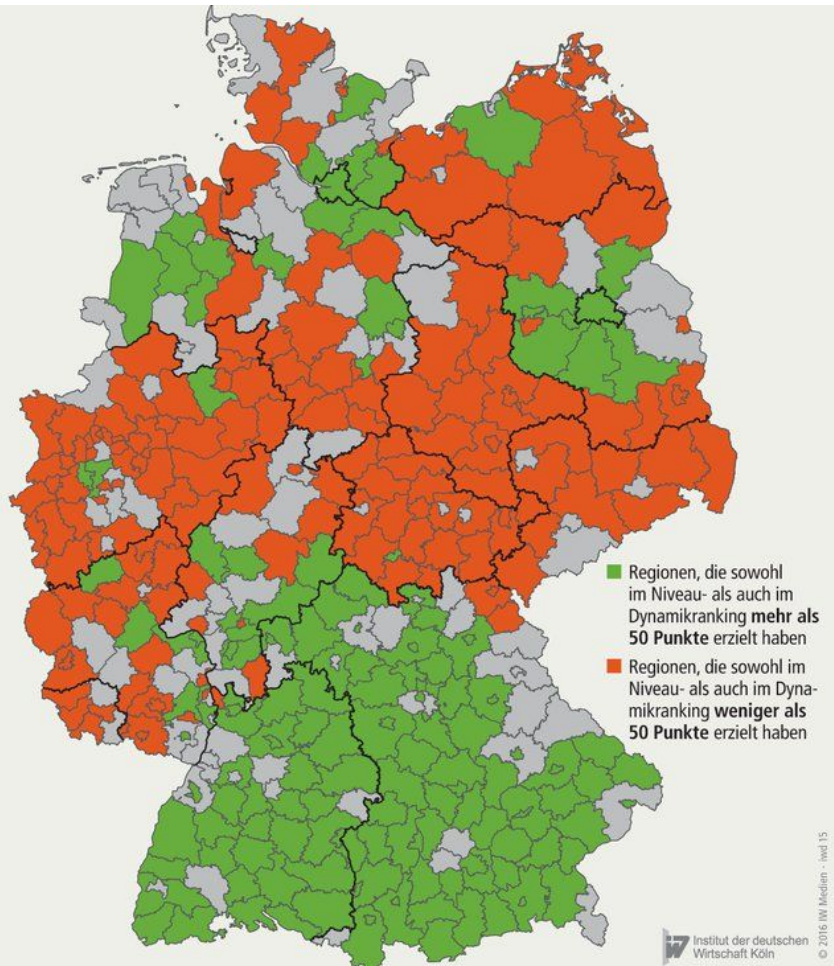 Regionen, die sowohl
im Niveau- als auch im
Dynamikranking mehr als
50 Punkte erzielt haben
Regionen, die sowohl im
Niveau- als auch im Dyna-
mikranking weniger als
50 Punkte erzielt haben
iw Institut der deutschen
Wirtschaft Köln
© 2016 IW Medien · iwd 15